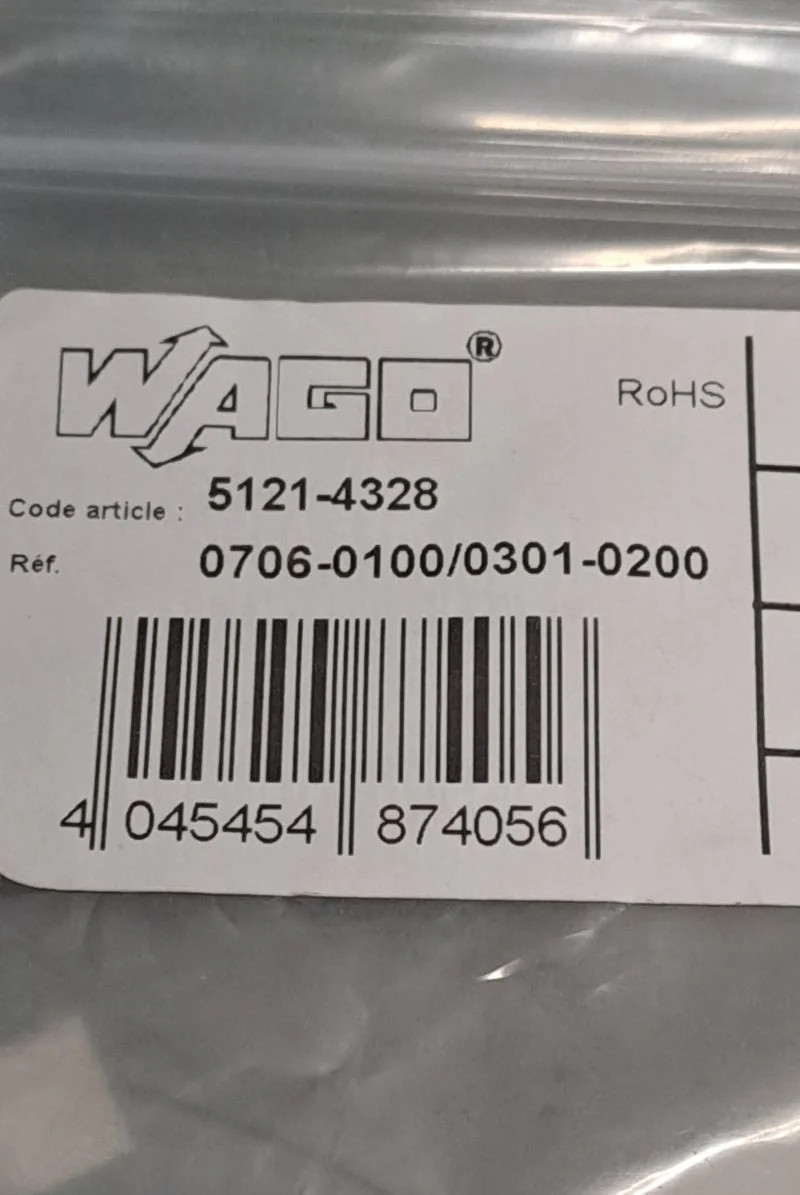 WAGO®
RoHS
Code article : 5121-4328
Réf. 0706-0100/0301-0200
4 045454 874056